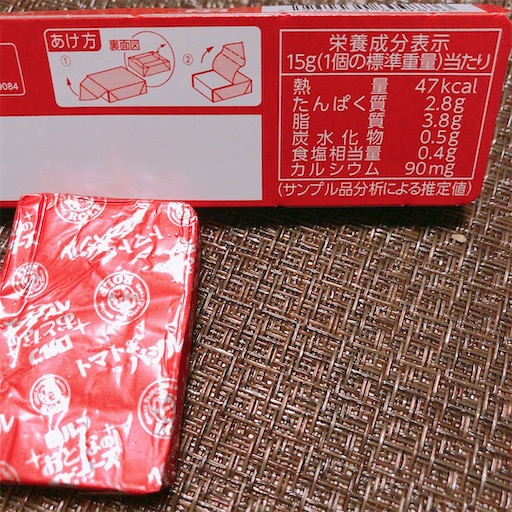 あけ方
裏面図
①
②
9084
栄養成分表示
15g(1個の標準重量)当たり
熱量 47kcal
たんぱく質 2.8g
脂質 3.8g
炭水化物 0.5g
食塩相当量 0.4g
カルシウム 90mg
(サンプル品分析による推定値)
ROLF
トマト
ROLF